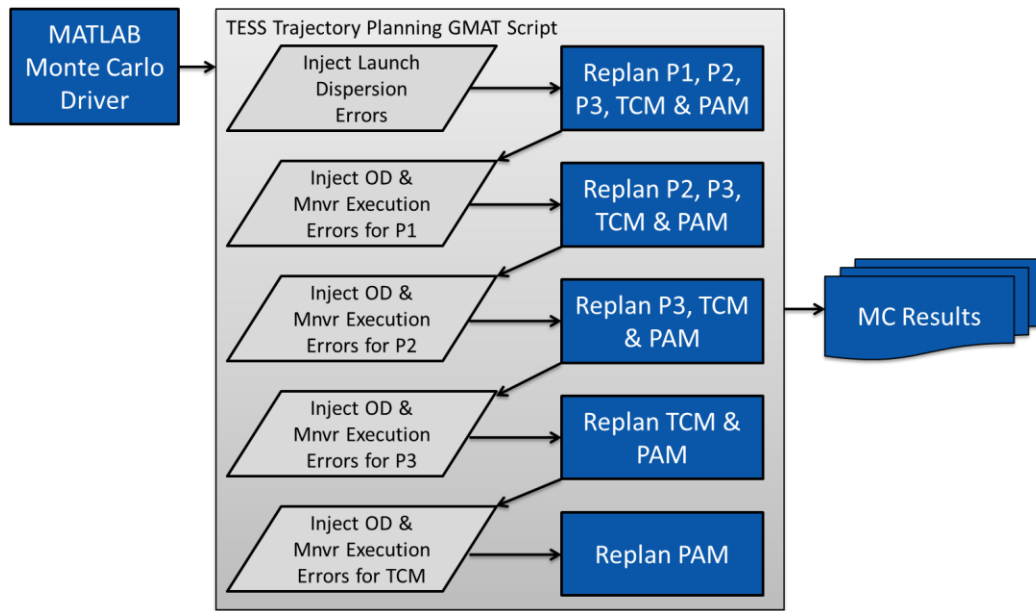 MATLAB
Monte Carlo
Driver
TESS Trajectory Planning GMAT Script
Inject Launch
Dispersion
Errors
Replan P1, P2,
P3, TCM & PAM
Inject OD &
Mnvr Execution
Errors for P1
Replan P2, P3,
TCM & PAM
Inject OD &
Mnvr Execution
Errors for P2
Replan P3, TCM
& PAM
Inject OD &
Mnvr Execution
Errors for P3
Replan TCM &
PAM
Inject OD &
Mnvr Execution
Errors for TCM
Replan PAM
MC Results